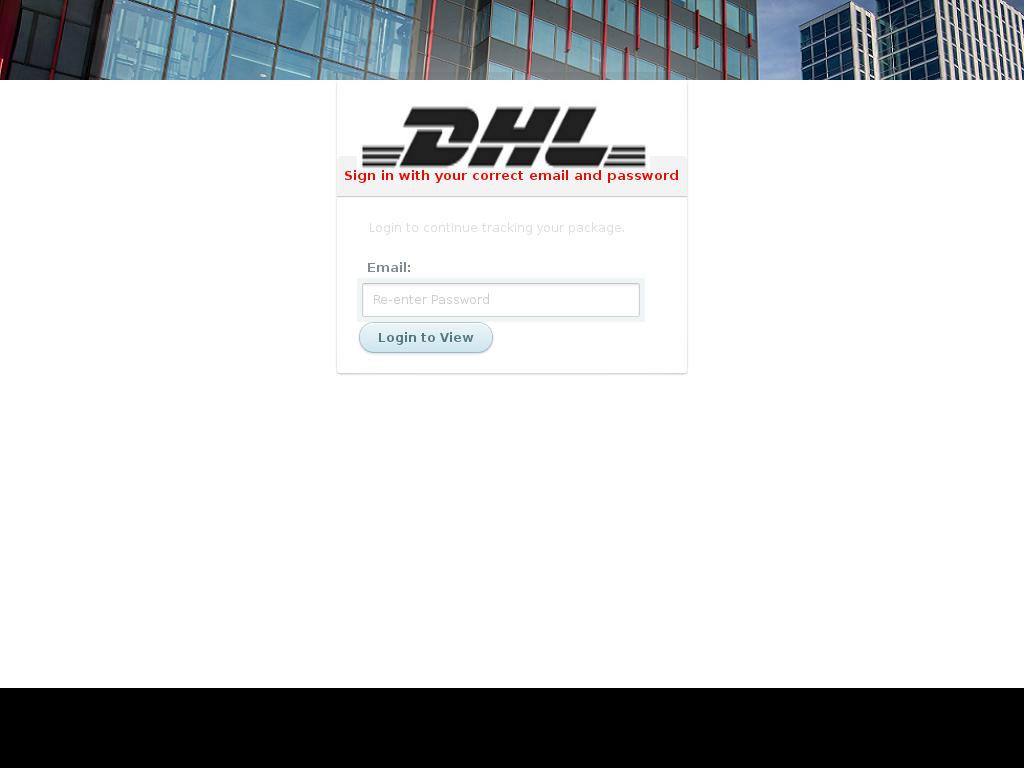 DHL
Sign in with your correct email and password
Login to continue tracking your package.
Email:
Re-enter Password
Login to View